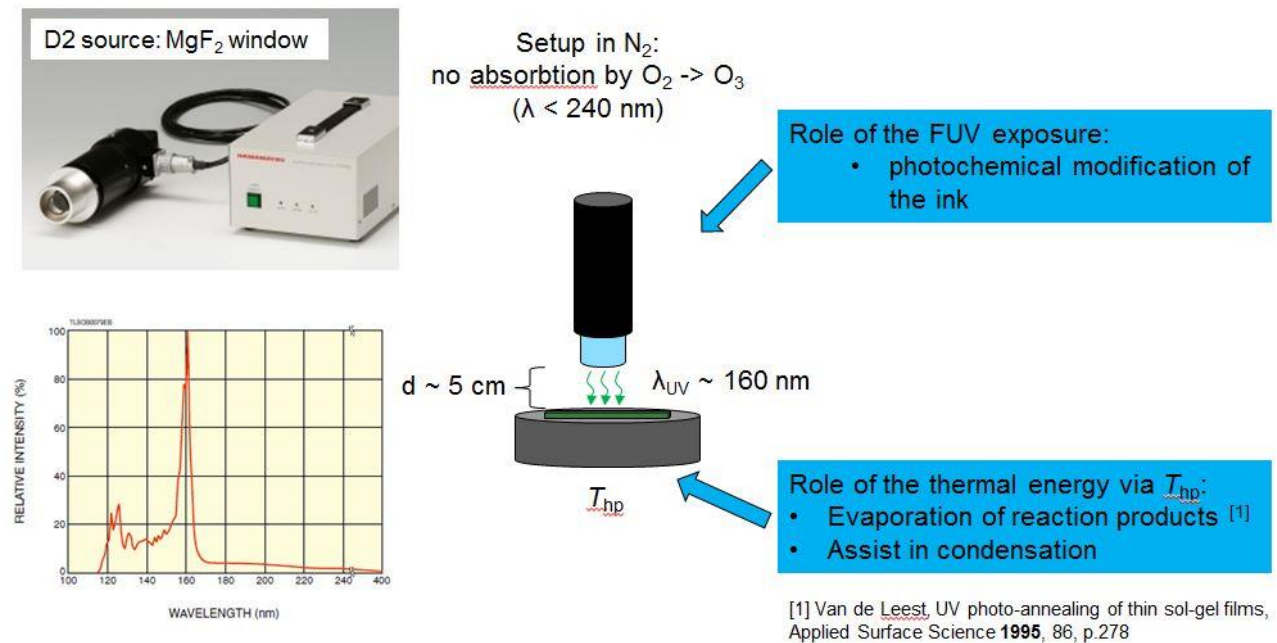 D2 source: MgF₂ window
HAMAMATSU
Setup in N₂:
no absorbtion by O₂ -> O₃
(λ < 240 nm)
Role of the FUV exposure:
• photochemical modification of
the ink
TLSOB0079EB
100
80
60
40
20
0
100 120 140 160 180 200 220 240 400
RELATIVE INTENSITY (%)
WAVELENGTH (nm)
d ~ 5 cm
λUV ~ 160 nm
Thp
Role of the thermal energy via Thp:
• Evaporation of reaction products [1]
• Assist in condensation
[1] Van de Leest, UV photo-annealing of thin sol-gel films,
Applied Surface Science 1995, 86, p.278